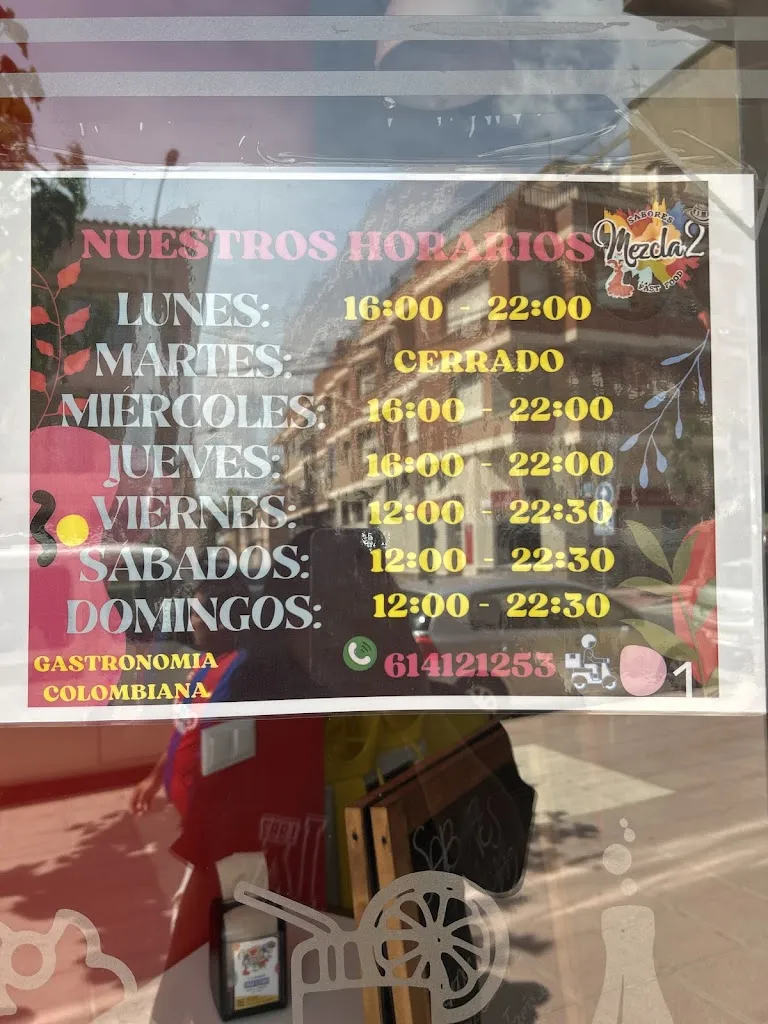 NUESTROS HORARIOS
SABORES
Mezcla2
FAST FOOD
LUNES: 16:00 - 22:00
MARTES: CERRADO
MIÉRCOLES: 16:00 - 22:00
JUEVES: 16:00 - 22:00
VIERNES: 12:00 - 22:30
SÁBADOS: 12:00 - 22:30
DOMINGOS: 12:00 - 22:30
GASTRONOMIA
COLOMBIANA
614121253
1